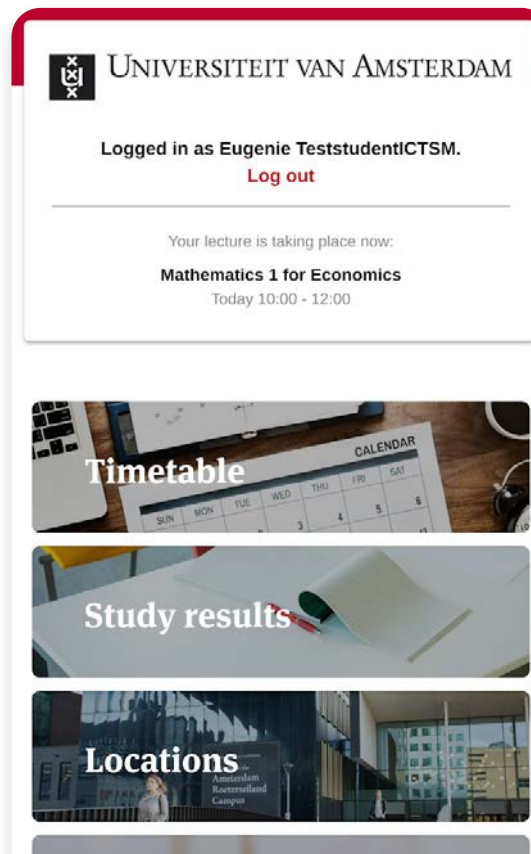 UNIVERSITEIT VAN AMSTERDAM
Logged in as Eugenie TeststudentICTSM.
Log out
Your lecture is taking place now:
Mathematics 1 for Economics
Today 10:00 - 12:00
CALENDAR
Timetable
SUN MON TUE WED THU FRI SAT
3 4 5 6
Study results
Locations
Amsterdam
Roeterseiland
Campus